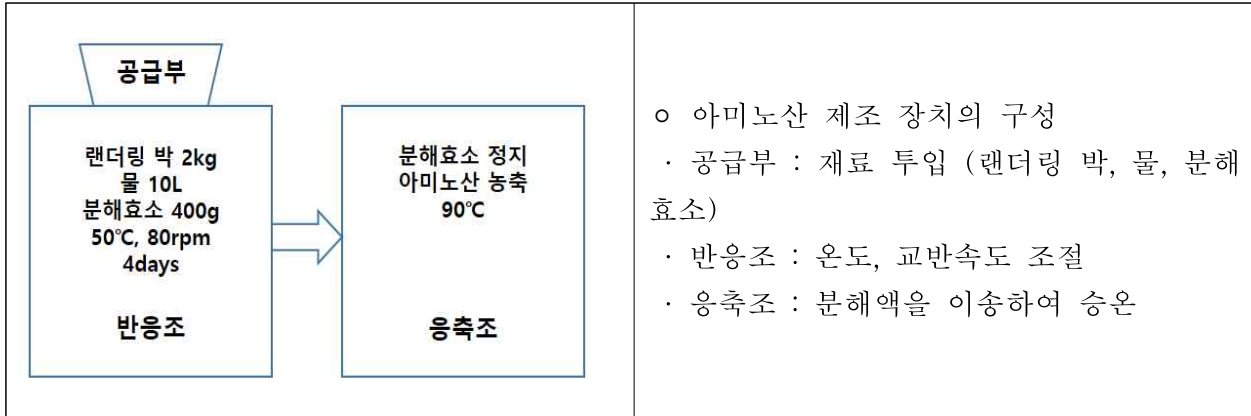 공급부
랜더링 박 2kg
물 10L
분해효소 400g
50℃, 80rpm
4days
반응조
분해효소 정지
아미노산 농축
90℃
응축조
○ 아미노산 제조 장치의 구성
· 공급부 : 재료 투입 (랜더링 박, 물, 분해
효소)
· 반응조 : 온도, 교반속도 조절
· 응축조 : 분해액을 이송하여 승온